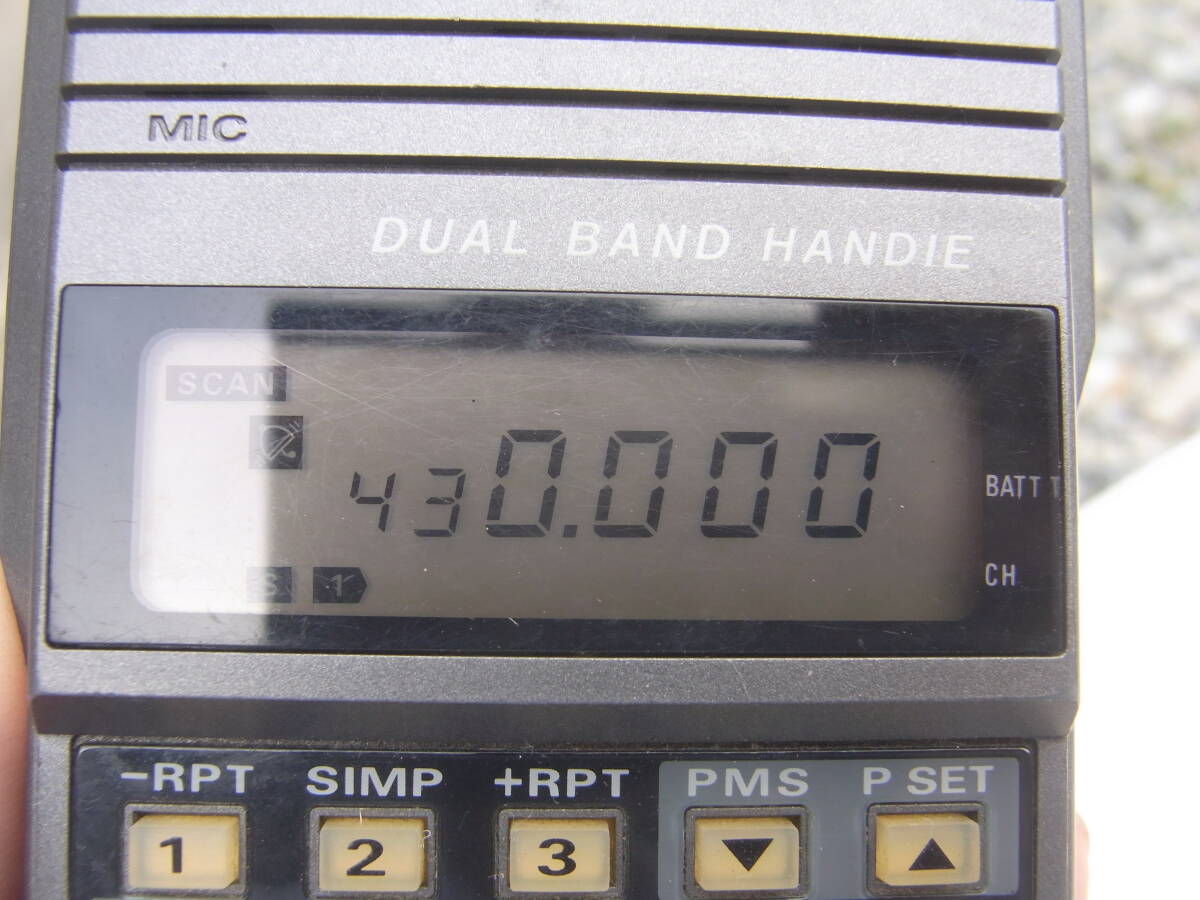 MIC
DUAL BAND HANDIE
SCAN
430.000
BATT
S 1
CH
-RPT SIMP +RPT PMS P SET
1 2 3 ▼ ▲